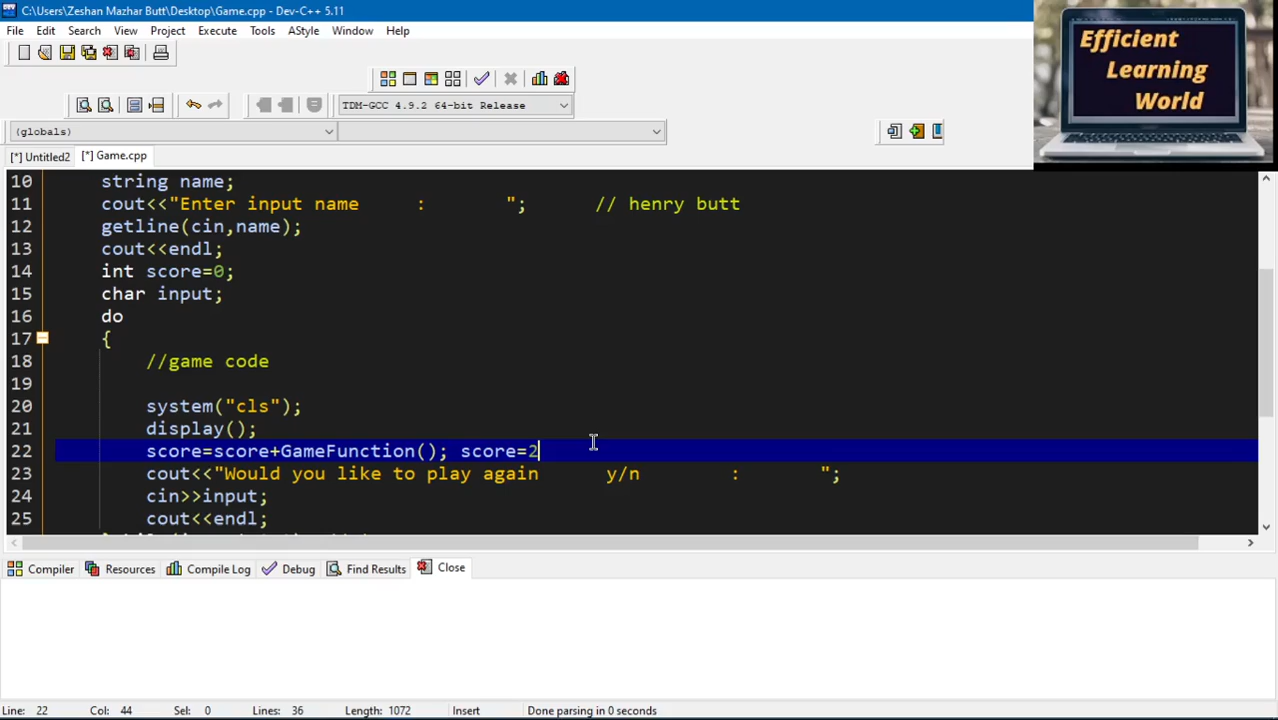 C:\Users\Zeshan Mazhar Butt\Desktop\Game.cpp - Dev-C++ 5.11
File Edit Search View Project Execute Tools AStyle Window Help
Efficient
Learning
World
TDM-GCC 4.9.2 64-bit Release
(globals)
[*] Untitled2 [*] Game.cpp
10 string name;
11 cout<<"Enter input name     :       ";      // henry butt
12 getline(cin,name);
13 cout<<endl;
14 int score=0;
15 char input;
16 do
17 {
18 //game code
19
20 system("cls");
21 display();
22 score=score+GameFunction(); score=2
23 cout<<"Would you like to play again      y/n        :       ";
24 cin>>input;
25 cout<<endl;
Compiler Resources Compile Log Debug Find Results Close
Line: 22 Col: 44 Sel: 0 Lines: 36 Length: 1072 Insert Done parsing in 0 seconds